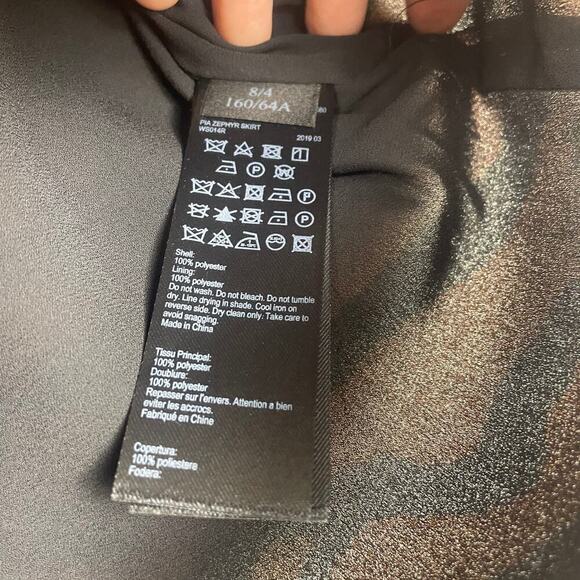 8/4
160/64A
PIA ZEPHYR SKIRT
WS014R
2019 03
Shell:
100% polyester
Lining:
100% polyester
Do not wash. Do not bleach. Do not tumble
dry. Line drying in shade. Cool iron on
reverse side. Dry clean only. Take care to
avoid snagging.
Made in China
Tissu Principal:
100% polyester
Doublure:
100% polyester
Repasser sur l'envers. Attention a bien
eviter les accrocs.
Fabriqué en Chine
Copertura:
100% poliestere
Fodera: